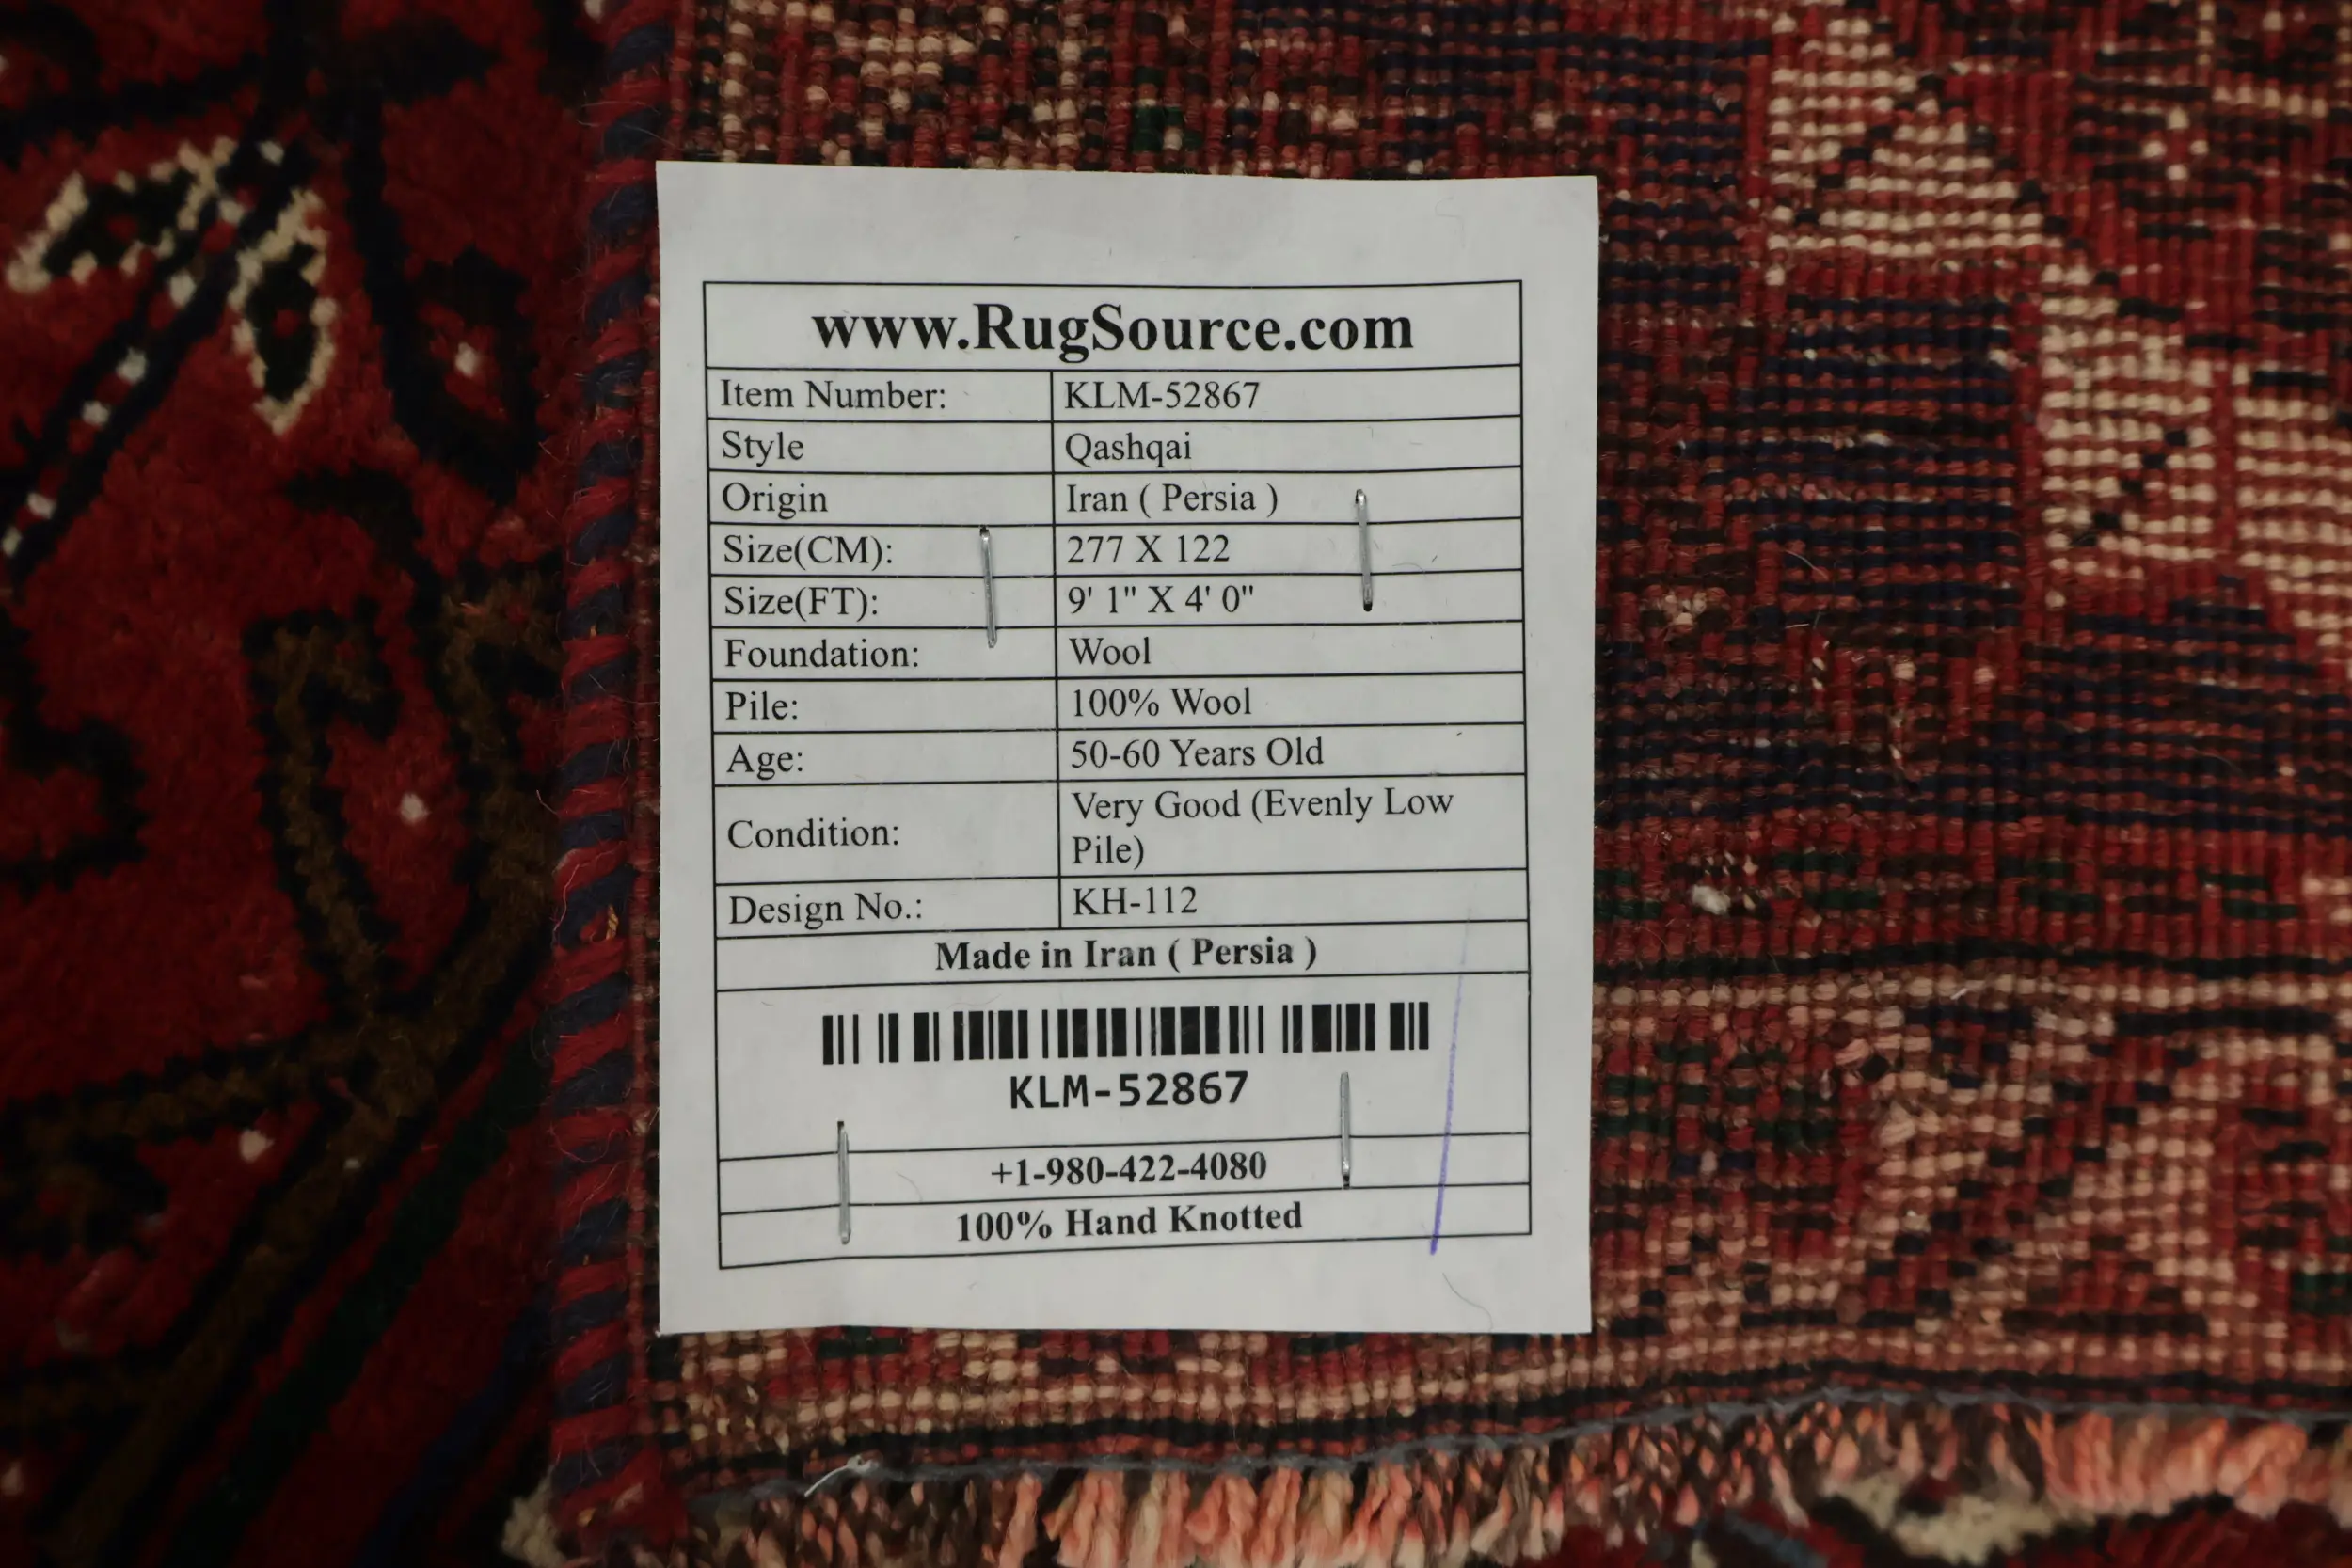 www.RugSource.com
Item Number: KLM-52867
Style Qashqai
Origin Iran ( Persia )
Size(CM): 277 X 122
Size(FT): 9' 1" X 4' 0"
Foundation: Wool
Pile: 100% Wool
Age: 50-60 Years Old
Condition: Very Good (Evenly Low
Pile)
Design No.: KH-112
Made in Iran ( Persia )
KLM-52867
+1-980-422-4080
100% Hand Knotted